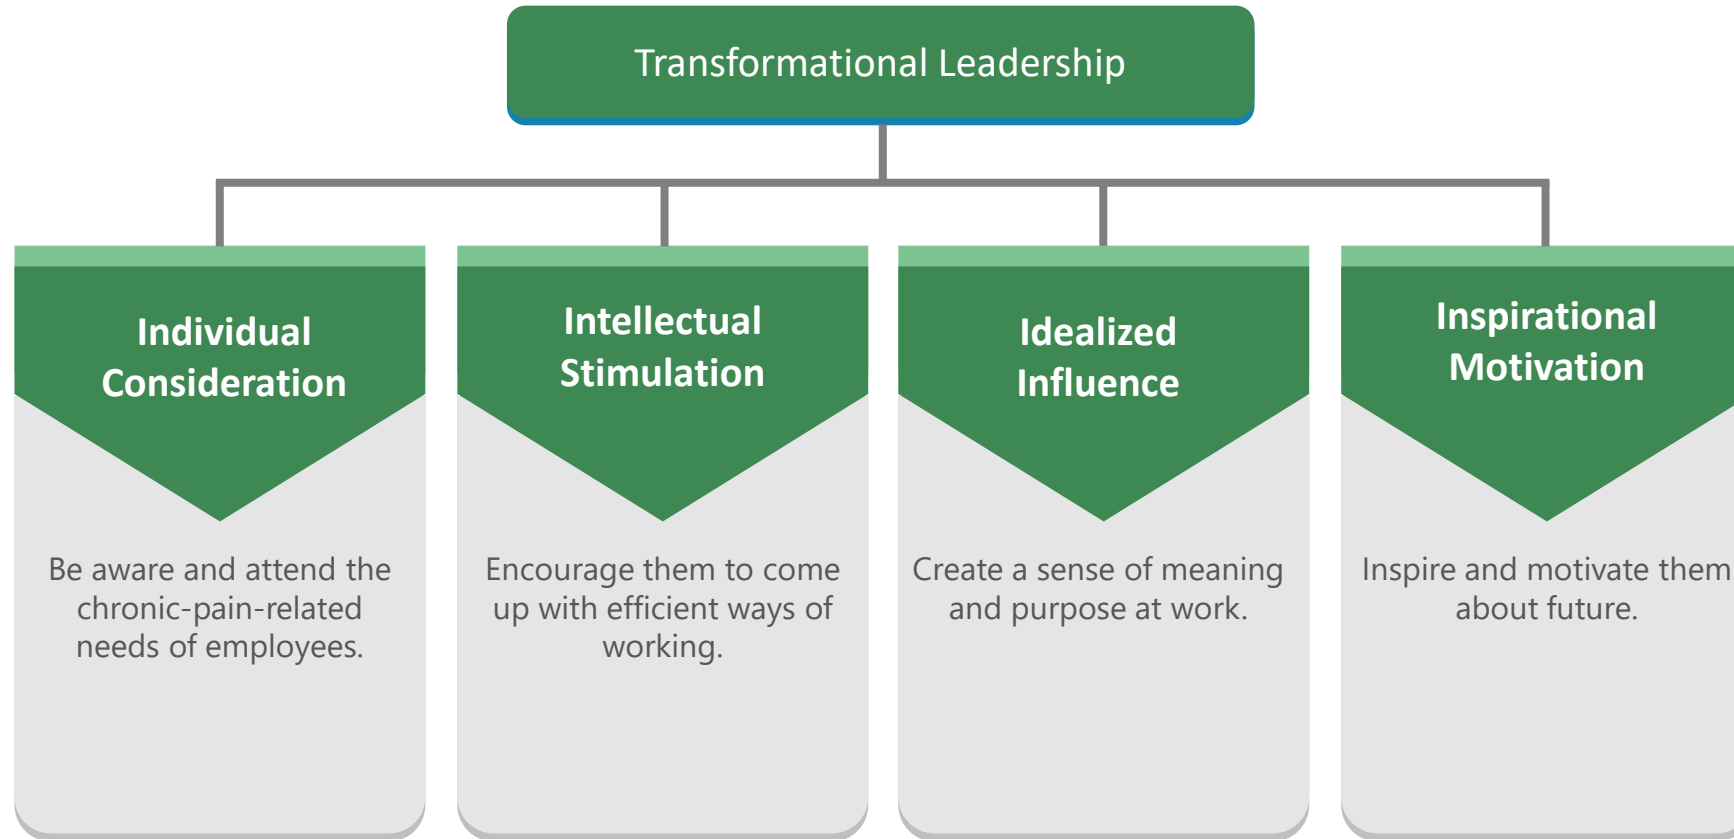 Transformational Leadership
Individual
Consideration
Be aware and attend the
chronic-pain-related
needs of employees.
Intellectual
Stimulation
Encourage them to come
up with efficient ways of
working.
Idealized
Influence
Create a sense of meaning
and purpose at work.
Inspirational
Motivation
Inspire and motivate them
about future.